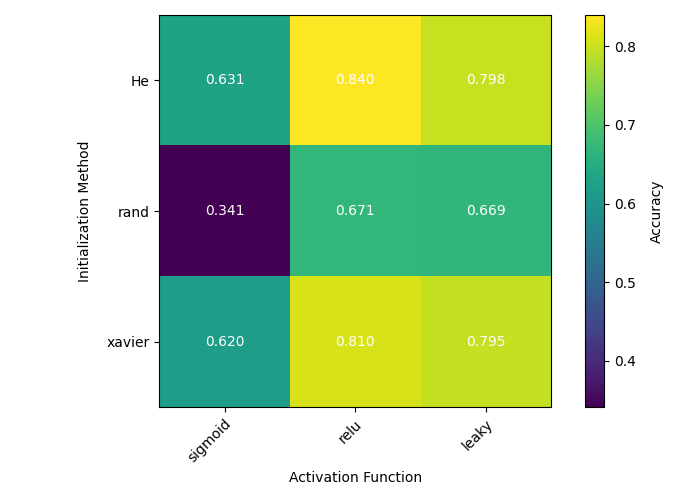 He
rand
xavier
Initialization Method
0.631 0.840 0.798
0.341 0.671 0.669
0.620 0.810 0.795
sigmoid relu leaky
Activation Function
0.8
0.7
0.6
0.5
0.4
Accuracy